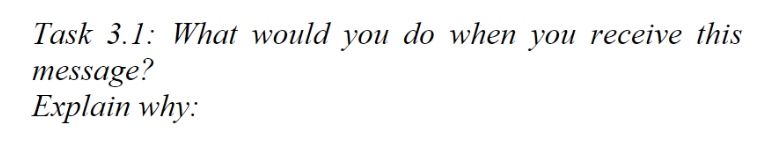 Task 3.1: What would you do when you receive this
message?
Explain why: